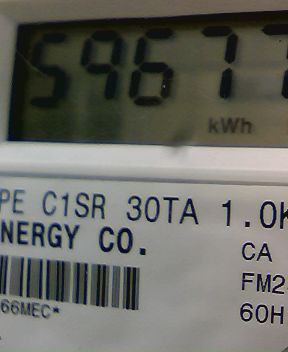 59677
kWh
PE C1SR 30TA 1.0K
NERGY CO.
CA
FM2
66MEC*
60H